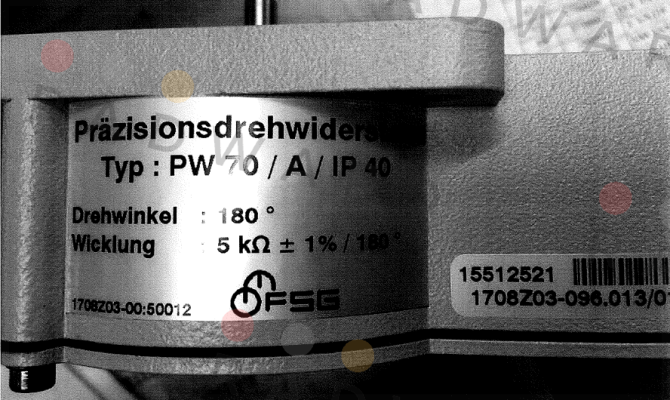 Präzisionsdrehwiders
Typ : PW 70 / A / IP 40
Drehwinkel : 180 °
Wicklung : 5 kΩ ± 1% / 180 °
FSG
1708Z03-00:50012
15512521
1708Z03-096.013/0